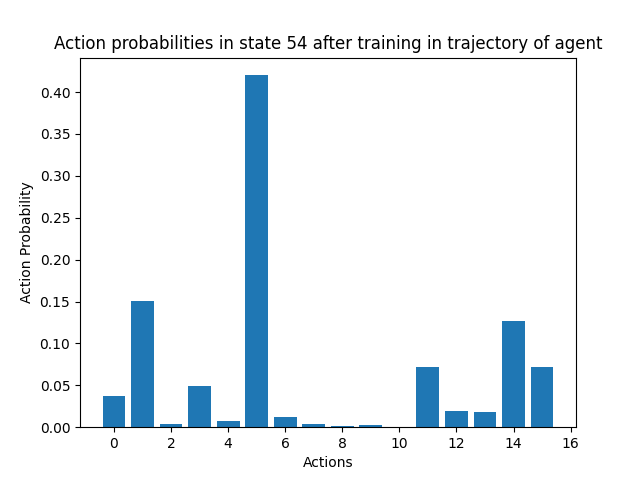 Action probabilities in state 54 after training in trajectory of agent
0.40
0.35
0.30
0.25
0.20
0.15
0.10
0.05
0.00
Action Probability
0 2 4 6 8 10 12 14 16
Actions